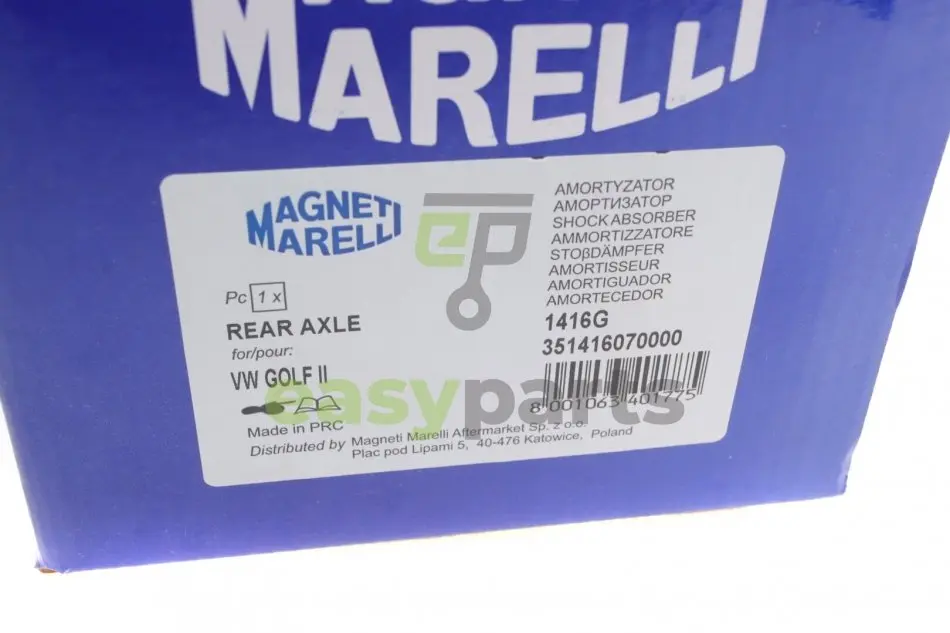 MAGNETI
MARELLI
MAGNETI
MARELLI
ep
AMORTYZATOR
АМОРТИЗАТОР
SHOCK ABSORBER
AMMORTIZZATORE
STOßDÄMPFER
AMORTISSEUR
AMORTIGUADOR
AMORTECEDOR
Pc 1 x
REAR AXLE
for/pour:
VW GOLF II
1416G
351416070000
8 001063 401775
easyparts
Made in PRC
Distributed by Magneti Marelli Aftermarket Sp. z o.o.
Plac pod Lipami 5, 40-476 Katowice, Poland